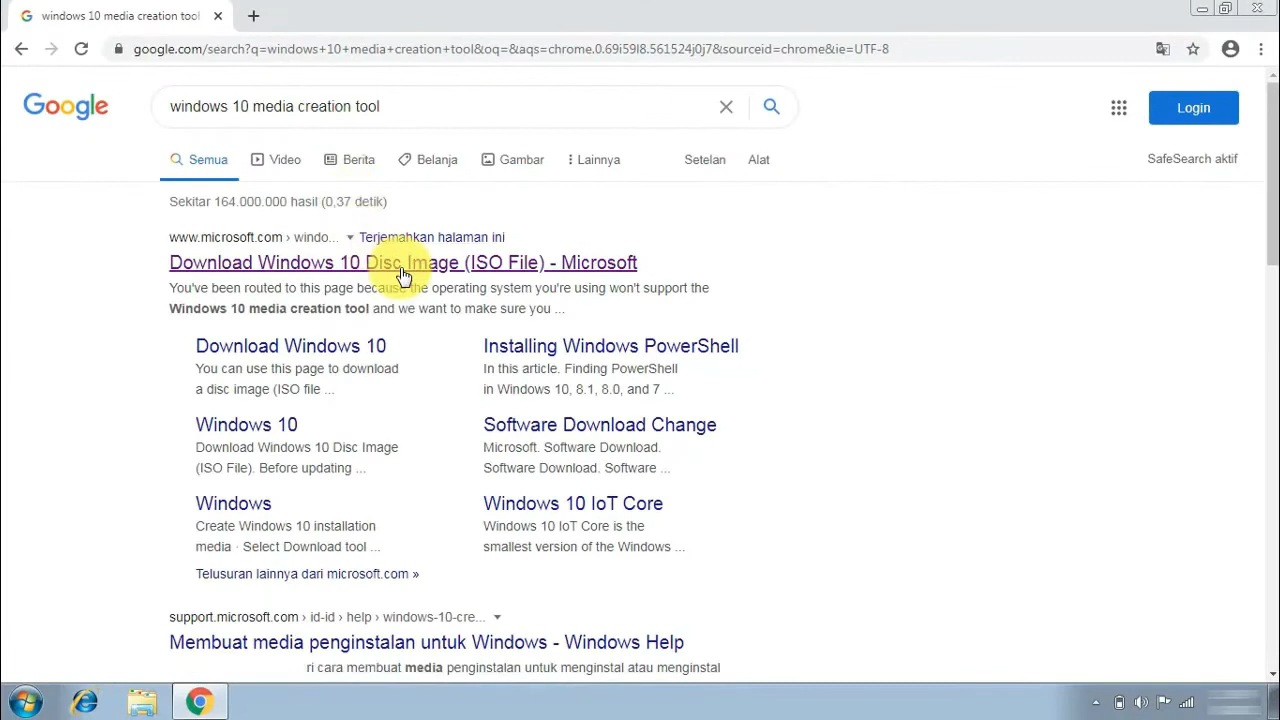 windows 10 media creation tool
google.com/search?q=windows+10+media+creation+tool&oq=&aqs=chrome.0.69i59l8.561524j0j7&sourceid=chrome&ie=UTF-8
Google
windows 10 media creation tool
Login
Semua Video Berita Belanja Gambar Lainnya Setelan Alat SafeSearch aktif
Sekitar 164.000.000 hasil (0,37 detik)
www.microsoft.com › windo... Terjemahkan halaman ini
Download Windows 10 Disc Image (ISO File) - Microsoft
You've been routed to this page because the operating system you're using won't support the
Windows 10 media creation tool and we want to make sure you ...
Download Windows 10
You can use this page to download
a disc image (ISO file ...
Installing Windows PowerShell
In this article. Finding PowerShell
in Windows 10, 8.1, 8.0, and 7 ...
Windows 10
Download Windows 10 Disc Image
(ISO File). Before updating ...
Software Download Change
Microsoft. Software Download.
Software Download. Software ...
Windows
Create Windows 10 installation
media · Select Download tool ...
Windows 10 IoT Core
Windows 10 IoT Core is the
smallest version of the Windows ...
Telusuran lainnya dari microsoft.com »
support.microsoft.com › id-id › help › windows-10-cre...
Membuat media penginstalan untuk Windows - Windows Help
ri cara membuat media penginstalan untuk menginstal atau menginstal